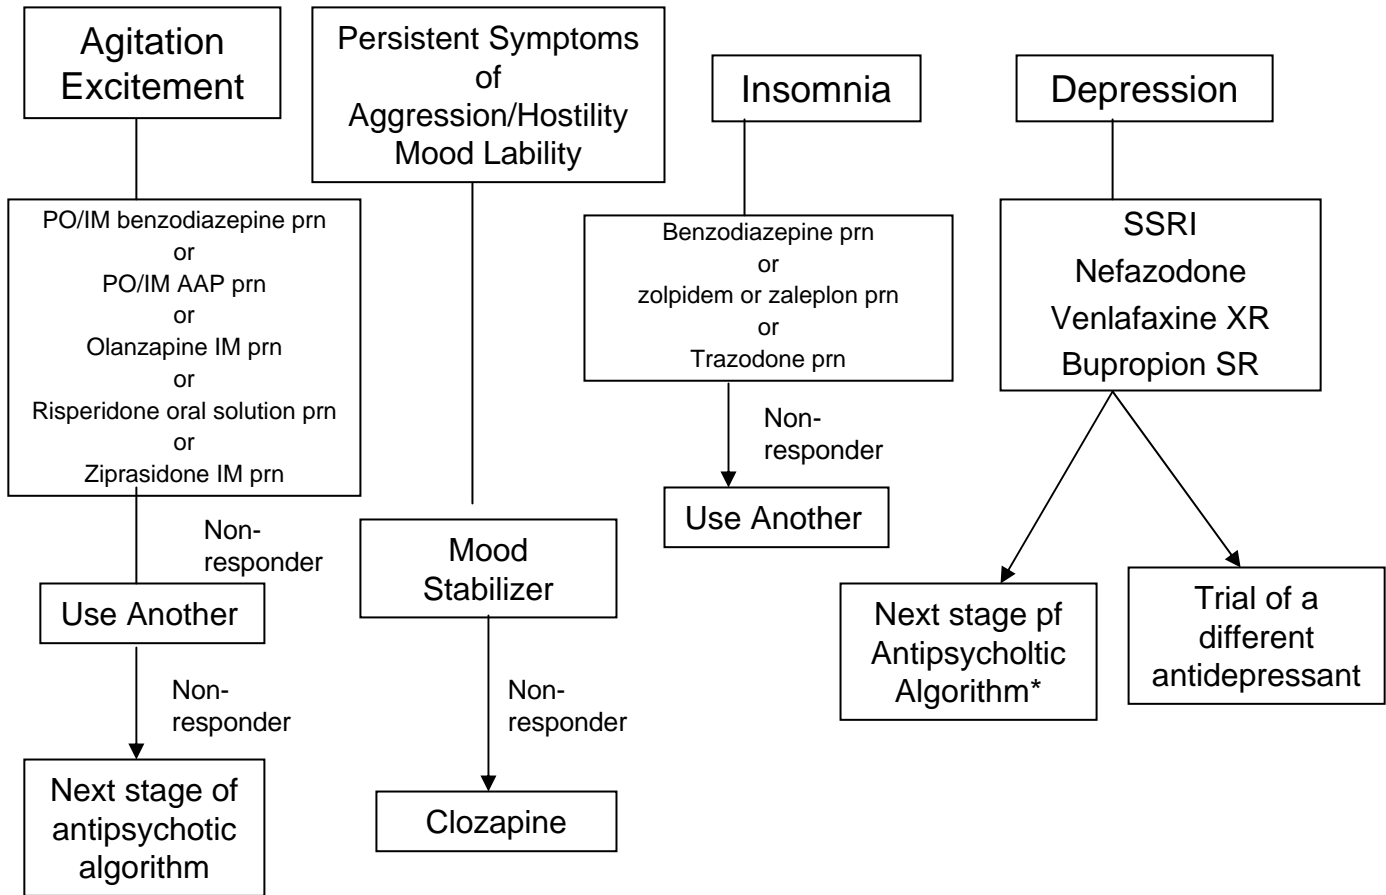 Agitation
Excitement
PO/IM benzodiazepine prn
or
PO/IM AAP prn
or
Olanzapine IM prn
or
Risperidone oral solution prn
or
Ziprasidone IM prn
Non-
responder
Use Another
Non-
responder
Next stage of
antipsychotic
algorithm
Persistent Symptoms
of
Aggression/Hostility
Mood Lability
Mood
Stabilizer
Non-
responder
Clozapine
Insomnia
Benzodiazepine prn
or
zolpidem or zaleplon prn
or
Trazodone prn
Non-
responder
Use Another
Depression
SSRI
Nefazodone
Venlafaxine XR
Bupropion SR
Next stage pf
Antipsycholtic
Algorithm*
Trial of a
different
antidepressant